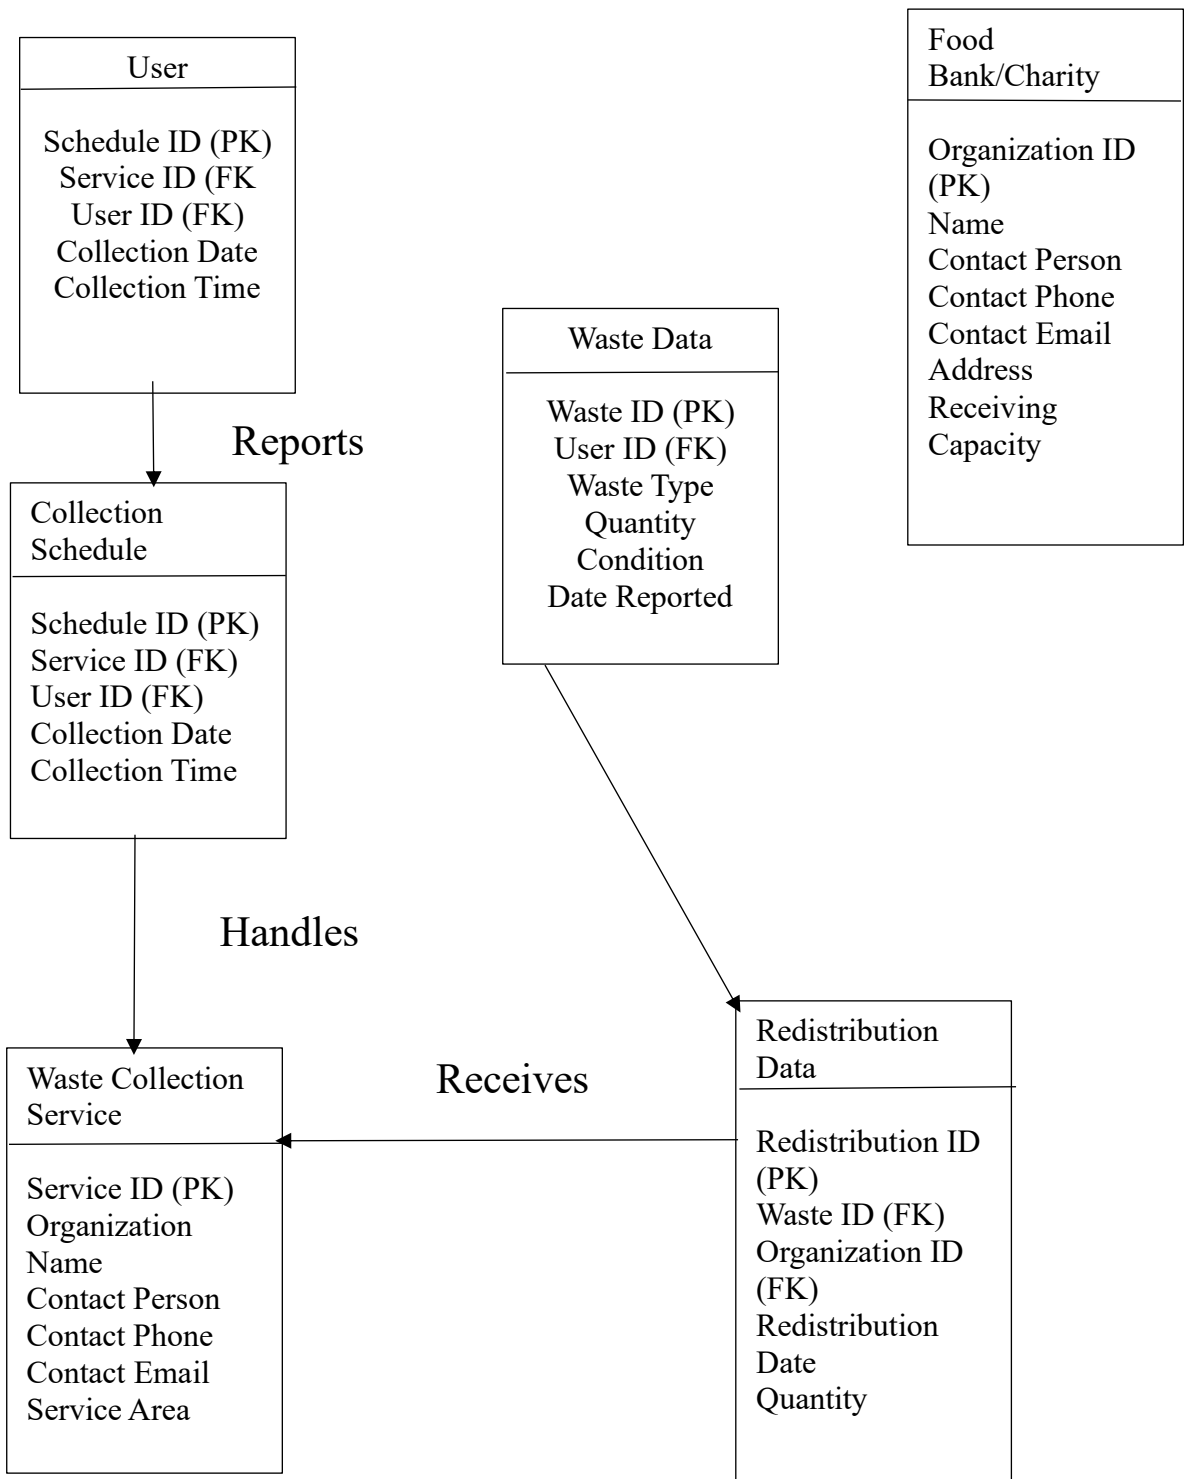 User
Schedule ID (PK)
Service ID (FK
User ID (FK)
Collection Date
Collection Time
Reports
Collection
Schedule
Schedule ID (PK)
Service ID (FK)
User ID (FK)
Collection Date
Collection Time
Handles
Waste Collection
Service
Service ID (PK)
Organization
Name
Contact Person
Contact Phone
Contact Email
Service Area
Waste Data
Waste ID (PK)
User ID (FK)
Waste Type
Quantity
Condition
Date Reported
Receives
Food
Bank/Charity
Organization ID
(PK)
Name
Contact Person
Contact Phone
Contact Email
Address
Receiving
Capacity
Redistribution
Data
Redistribution ID
(PK)
Waste ID (FK)
Organization ID
(FK)
Redistribution
Date
Quantity